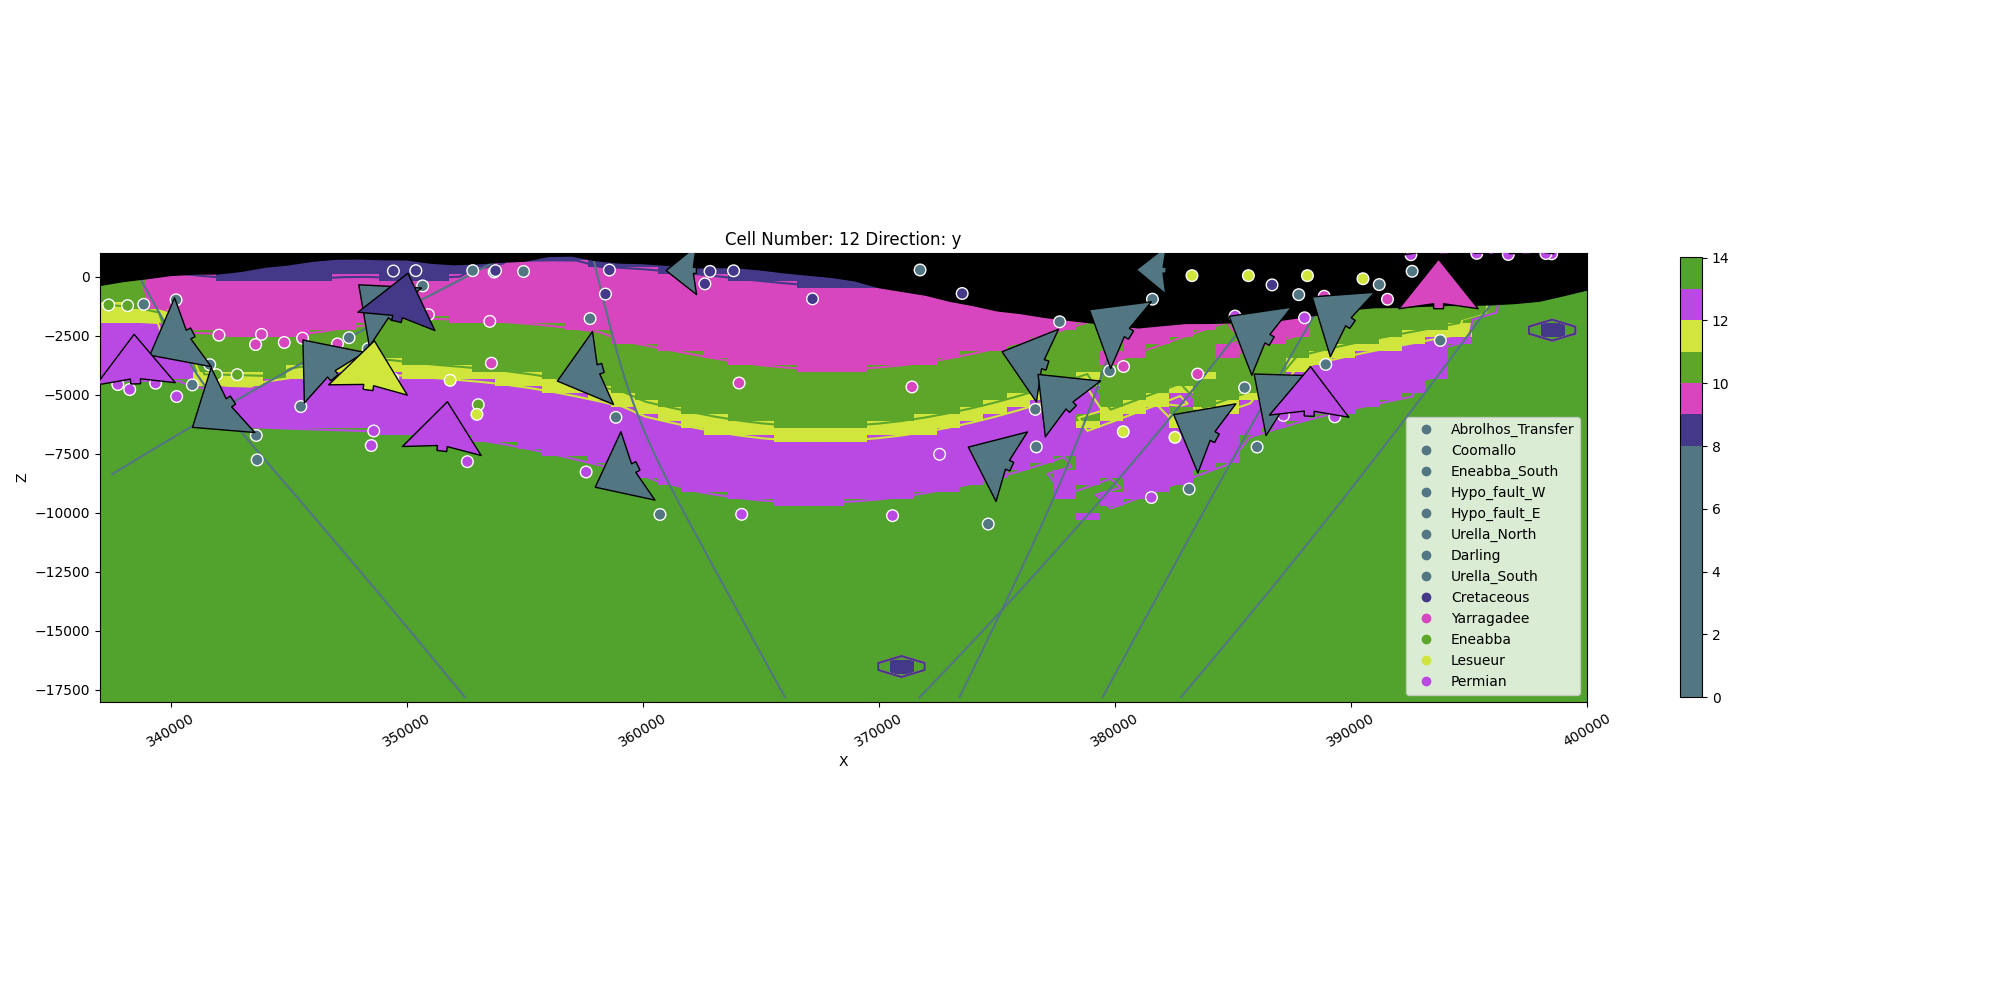 Cell Number: 12 Direction: y
Z
0
−2500
−5000
−7500
−10000
−12500
−15000
−17500
340000
350000
360000
370000
380000
390000
400000
X
Abrolhos_Transfer
Coomallo
Eneabba_South
Hypo_fault_W
Hypo_fault_E
Urella_North
Darling
Urella_South
Cretaceous
Yarragadee
Eneabba
Lesueur
Permian
14
12
10
8
6
4
2
0